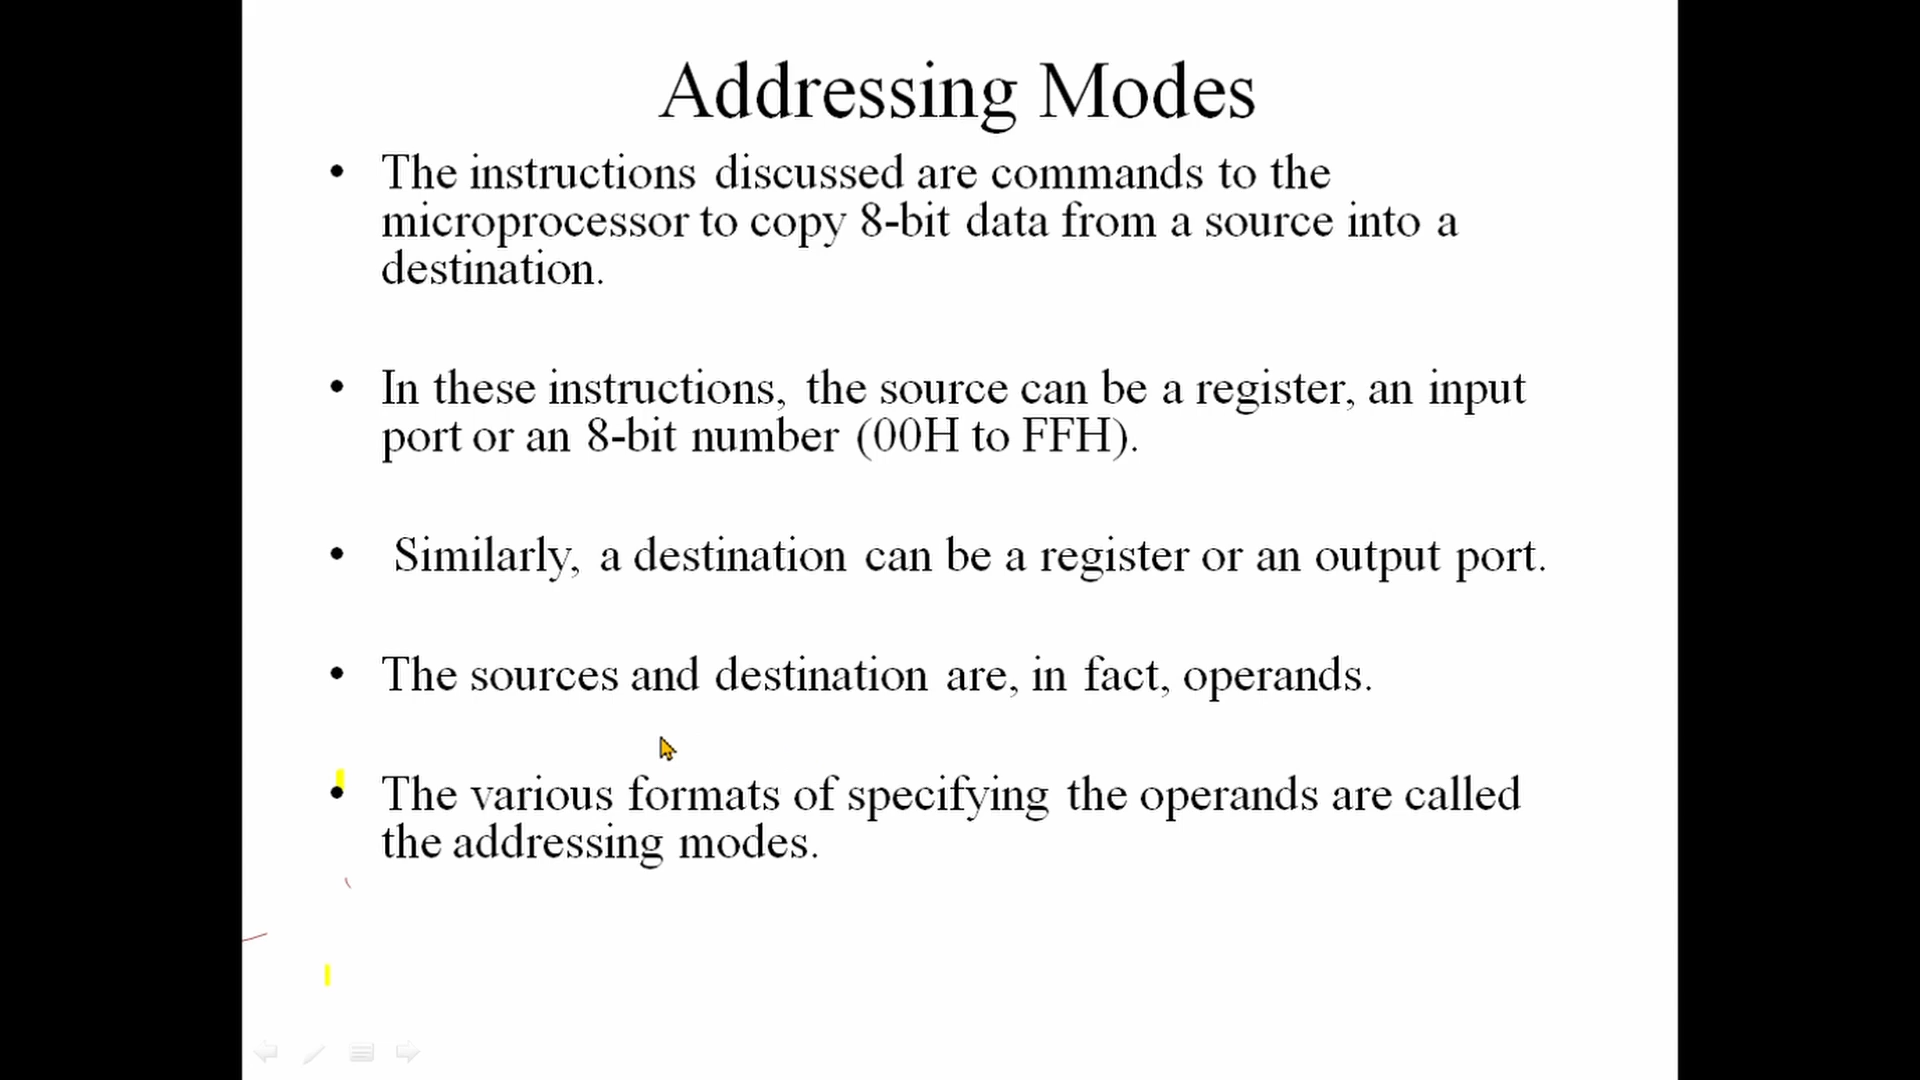 Addressing Modes
• The instructions discussed are commands to the
microprocessor to copy 8-bit data from a source into a
destination.
• In these instructions, the source can be a register, an input
port or an 8-bit number (00H to FFH).
• Similarly, a destination can be a register or an output port.
• The sources and destination are, in fact, operands.
• The various formats of specifying the operands are called
the addressing modes.